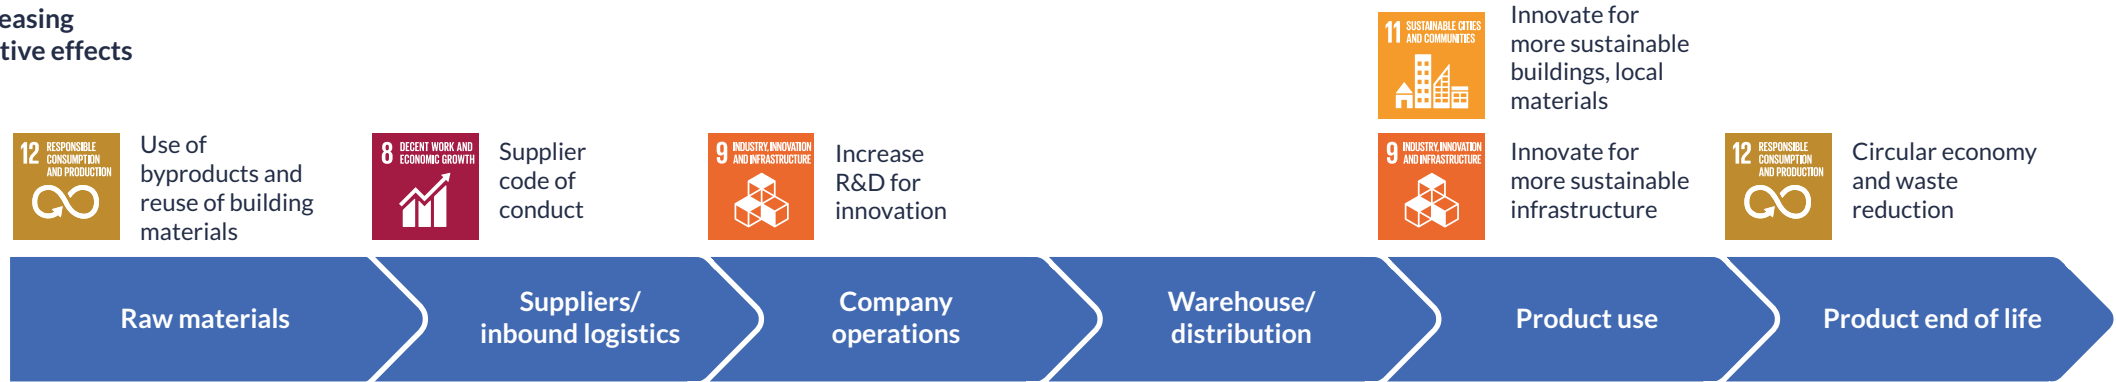 easing
tive effects
11 SUSTAINABLE CITIES
AND COMMUNITIES
Innovate for
more sustainable
buildings, local
materials
12 RESPONSIBLE
CONSUMPTION
AND PRODUCTION
Use of
byproducts and
reuse of building
materials
8 DECENT WORK AND
ECONOMIC GROWTH
Supplier
code of
conduct
9 INDUSTRY, INNOVATION
AND INFRASTRUCTURE
Increase
R&D for
innovation
9 INDUSTRY, INNOVATION
AND INFRASTRUCTURE
Innovate for
more sustainable
infrastructure
12 RESPONSIBLE
CONSUMPTION
AND PRODUCTION
Circular economy
and waste
reduction
Raw materials
Suppliers/
inbound logistics
Company
operations
Warehouse/
distribution
Product use
Product end of life